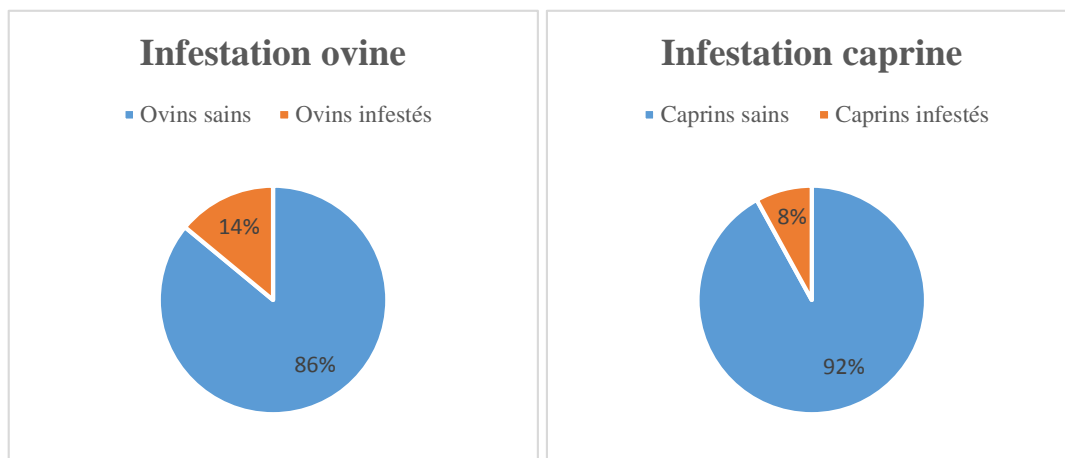 Infestation ovine
Ovins sains Ovins infestés
14%
86%
Infestation caprine
Caprins sains Caprins infestés
8%
92%